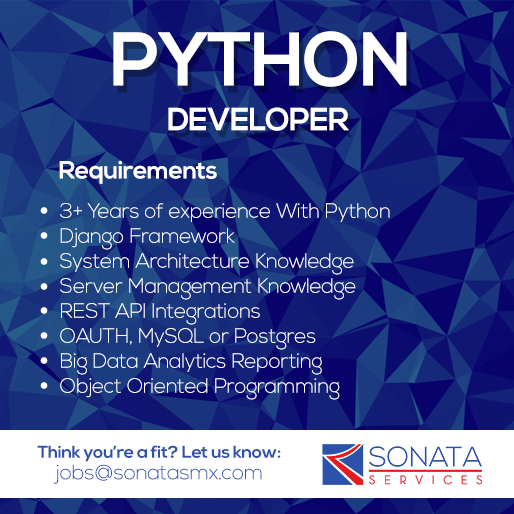 PYTHON
DEVELOPER
Requirements
• 3+ Years of experience With Python
• Django Framework
• System Architecture Knowledge
• Server Management Knowledge
• REST API Integrations
• OAUTH, MySQL or Postgres
• Big Data Analytics Reporting
• Object Oriented Programming
Think you're a fit? Let us know:
jobs@sonatasmx.com
SONATA
SERVICES